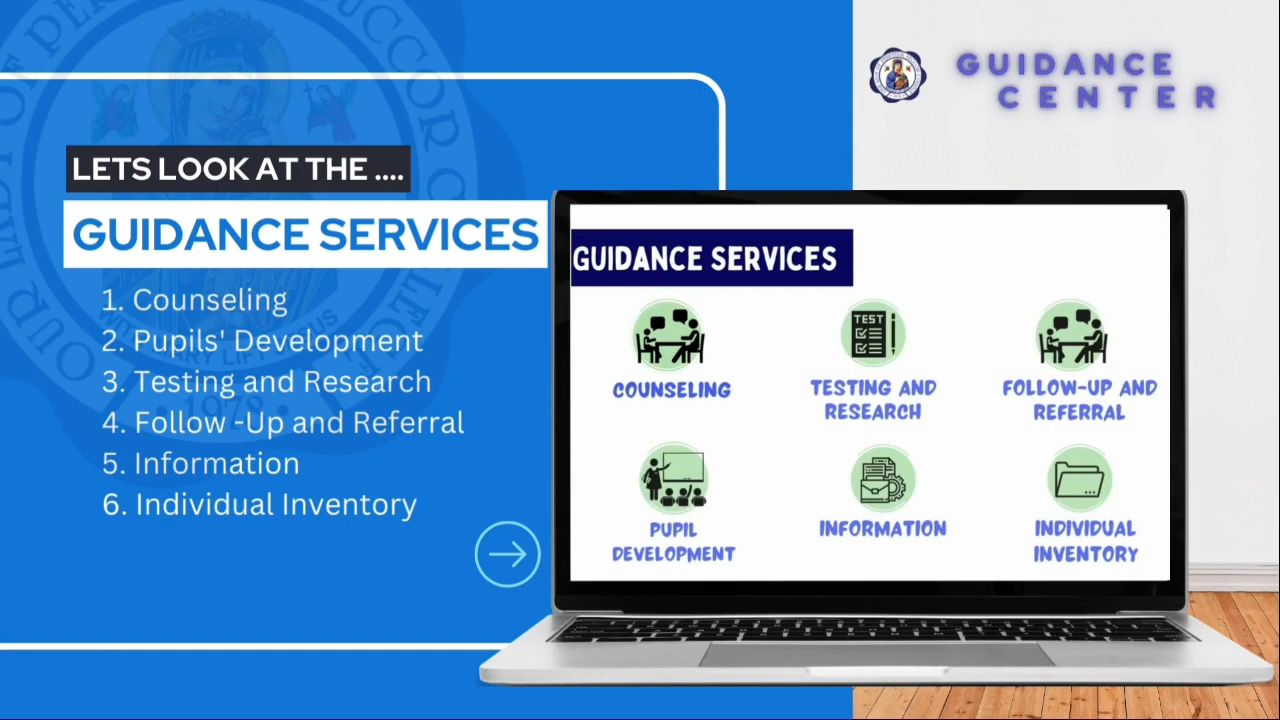 LETS LOOK AT THE ....
GUIDANCE SERVICES
1. Counseling
2. Pupils' Development
3. Testing and Research
4. Follow -Up and Referral
5. Information
6. Individual Inventory
GUIDANCE
CENTER
GUIDANCE SERVICES
COUNSELING
TEST
TESTING AND
RESEARCH
FOLLOW-UP AND
REFERRAL
PUPIL
DEVELOPMENT
INFORMATION
INDIVIDUAL
INVENTORY
1978